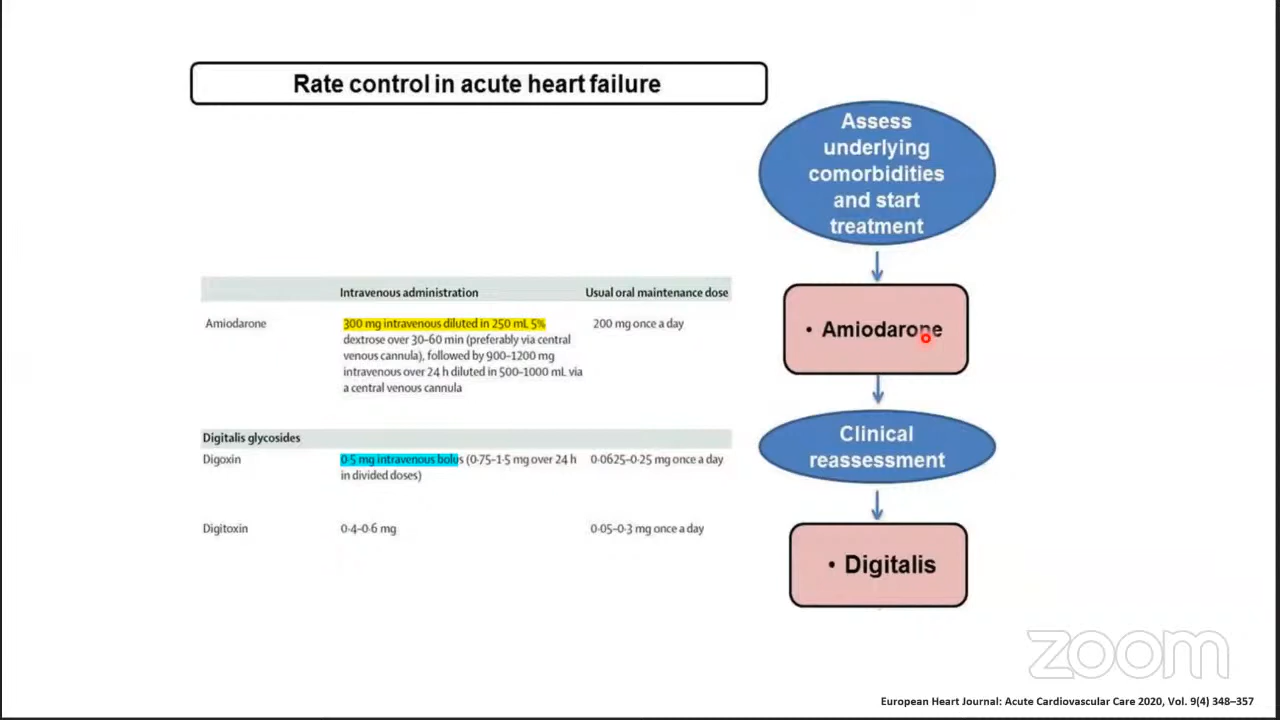 Rate control in acute heart failure
Assess
underlying
comorbidities
and start
treatment
Intravenous administration Usual oral maintenance dose
Amiodarone 300 mg intravenous diluted in 250 mL 5% 200 mg once a day
dextrose over 30–60 min (preferably via central
venous cannula), followed by 900–1200 mg
intravenous over 24 h diluted in 500–1000 mL via
a central venous cannula
• Amiodarone
Digitalis glycosides
Digoxin 0·5 mg intravenous bolus (0·75–1·5 mg over 24 h 0·0625–0·25 mg once a day
in divided doses)
Clinical
reassessment
Digitoxin 0·4–0·6 mg 0·05–0·3 mg once a day
• Digitalis
zoom
European Heart Journal: Acute Cardiovascular Care 2020, Vol. 9(4) 348–357